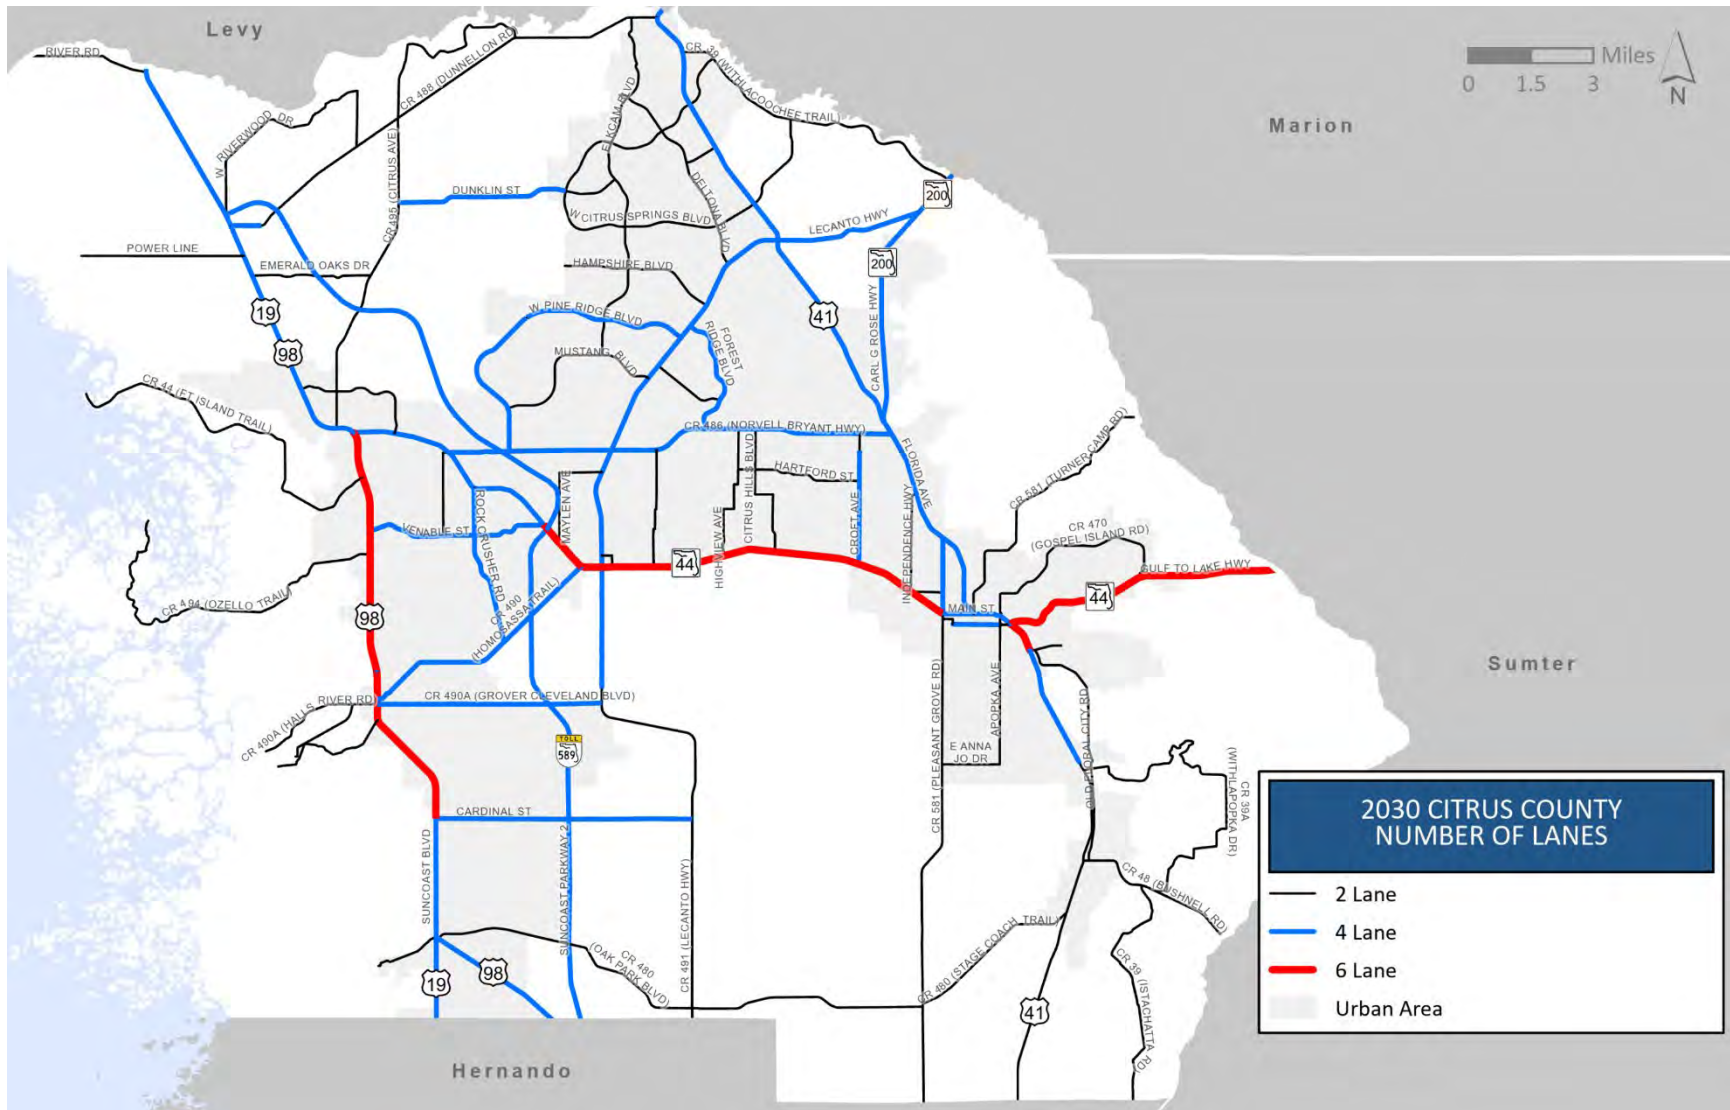 Levy
RIVER RD
CR 488 (DUNNELLON RD)
CR 39 (WITHLACOOCHEE TRAIL)
Miles
0 1.5 3
N
Marion
W RIVERWOOD DR
CR 495 (CITRUS AVE)
ELKCAM BLVD
DELTONA BLVD
DUNKLIN ST
W CITRUS SPRINGS BLVD
LECANTO HWY
200
200
POWER LINE
EMERALD OAKS DR
HAMPSHIRE BLVD
19
98
41
W PINE RIDGE BLVD
FOREST
RIDGE BLVD
MUSTANG BLVD
CARL G ROSE HWY
CR 44 (FT ISLAND TRAIL)
CR 486 (NORVELL BRYANT HWY)
FLORIDA AVE
CR 581 (TURNER CAMP RD)
MAYLEN AVE
CITRUS HILLS BLVD
HARTFORD ST
CROFT AVE
INDEPENDENCE HWY
HIGHVIEW AVE
VENABLE ST
ROCK CRUSHER RD
CR 470
(GOSPEL ISLAND RD)
GULF TO LAKE HWY
44
44
CR 494 (OZELLO TRAIL)
98
CR 490
(HOMOSASSA TRAIL)
MAIN ST
Sumter
CR 490A (HALLS
RIVER RD)
CR 490A (GROVER CLEVELAND BLVD)
CR 581 (PLEASANT GROVE RD)
APOPKA AVE
OLD FLORAL CITY RD
E ANNA
JO DR
TOLL
589
CR 39A
(WITHLAPOPKA DR)
CARDINAL ST
SUNCOAST BLVD
SUNCOAST PARKWAY 2
CR 491 (LECANTO HWY)
CR 48 (BUSHNELL RD)
CR 480
(OAK PARK BLVD)
CR 480 (STAGE COACH TRAIL)
CR 39 (ISTACHATTA RD)
19
98
41
Hernando
2030 CITRUS COUNTY
NUMBER OF LANES
2 Lane
4 Lane
6 Lane
Urban Area